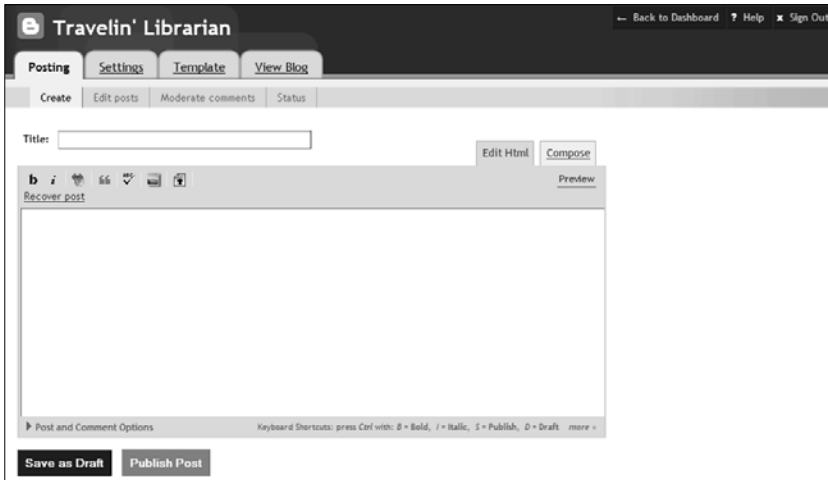 Travelin' Librarian
← Back to Dashboard ? Help x Sign Out
Posting Settings Template View Blog
Create Edit posts Moderate comments Status
Title:
Edit Html Compose
b i “ ABC Preview
Recover post
Post and Comment Options Keyboard Shortcuts: press Ctrl with: B = Bold, I = Italic, S = Publish, D = Draft more »
Save as Draft Publish Post